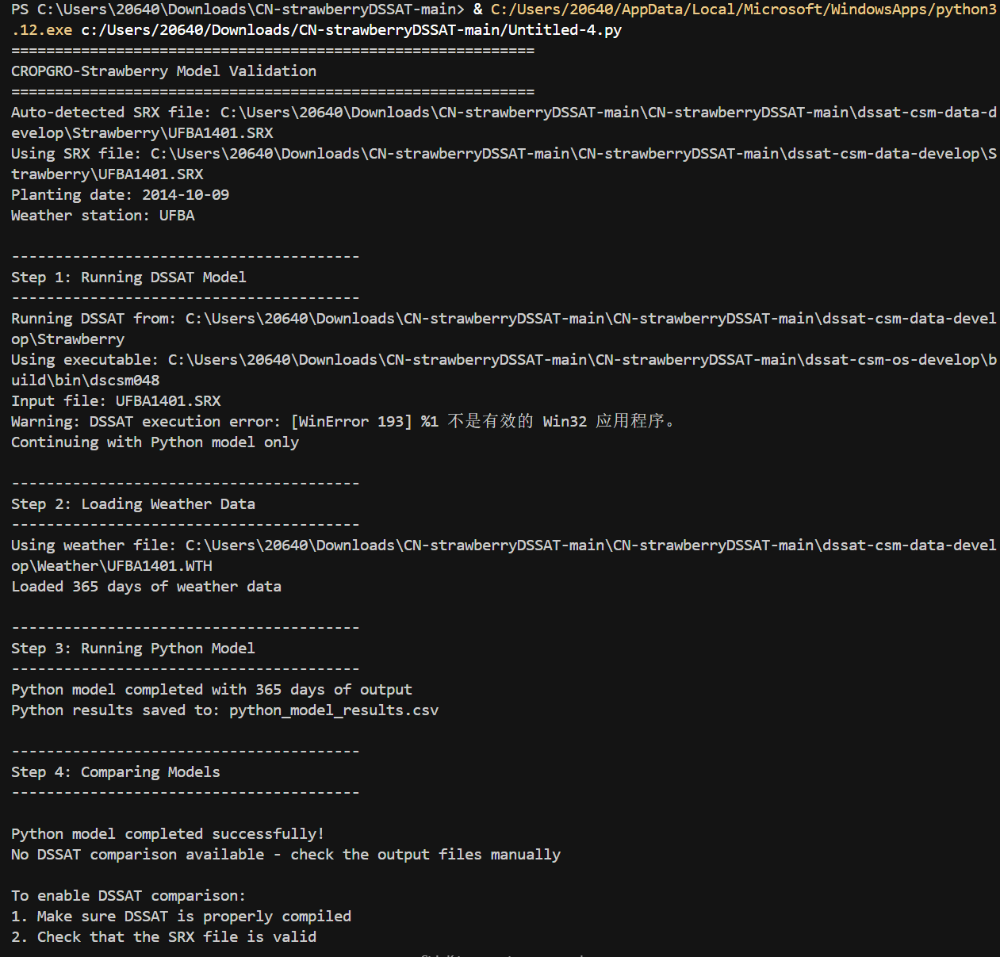 PS C:\Users\20640\Downloads\CN-strawberryDSSAT-main> & C:/Users/20640/AppData/Local/Microsoft/WindowsApps/python3
.12.exe c:/Users/20640/Downloads/CN-strawberryDSSAT-main/Untitled-4.py
============================================================
CROPGRO-Strawberry Model Validation
============================================================
Auto-detected SRX file: C:\Users\20640\Downloads\CN-strawberryDSSAT-main\CN-strawberryDSSAT-main\dssat-csm-data-d
evelop\Strawberry\UFBA1401.SRX
Using SRX file: C:\Users\20640\Downloads\CN-strawberryDSSAT-main\CN-strawberryDSSAT-main\dssat-csm-data-develop\S
trawberry\UFBA1401.SRX
Planting date: 2014-10-09
Weather station: UFBA

----------------------------------------
Step 1: Running DSSAT Model
----------------------------------------
Running DSSAT from: C:\Users\20640\Downloads\CN-strawberryDSSAT-main\CN-strawberryDSSAT-main\dssat-csm-data-devel
op\Strawberry
Using executable: C:\Users\20640\Downloads\CN-strawberryDSSAT-main\CN-strawberryDSSAT-main\dssat-csm-os-develop\b
uild\bin\dscsm048
Input file: UFBA1401.SRX
Warning: DSSAT execution error: [WinError 193] %1 不是有效的 Win32 应用程序。
Continuing with Python model only

----------------------------------------
Step 2: Loading Weather Data
----------------------------------------
Using weather file: C:\Users\20640\Downloads\CN-strawberryDSSAT-main\CN-strawberryDSSAT-main\dssat-csm-data-devel
op\Weather\UFBA1401.WTH
Loaded 365 days of weather data

----------------------------------------
Step 3: Running Python Model
----------------------------------------
Python model completed with 365 days of output
Python results saved to: python_model_results.csv

----------------------------------------
Step 4: Comparing Models
----------------------------------------

Python model completed successfully!
No DSSAT comparison available - check the output files manually

To enable DSSAT comparison:
1. Make sure DSSAT is properly compiled
2. Check that the SRX file is valid